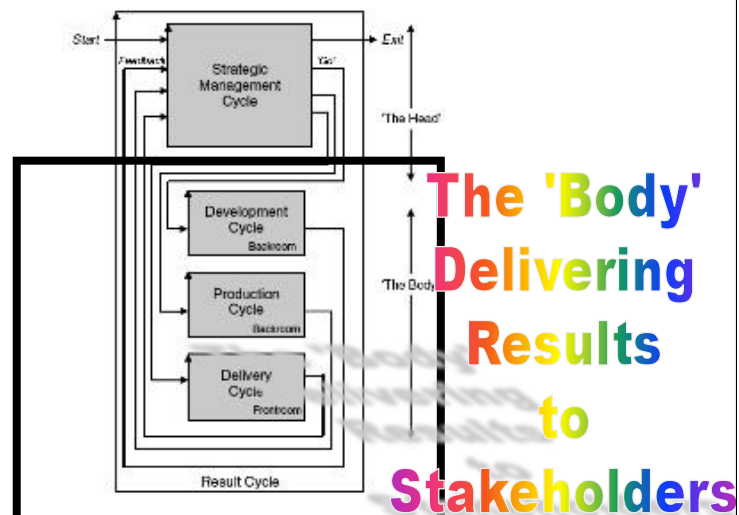 Start
Exit
Feedback
'Go'
Strategic
Management
Cycle
'The Head'
Development
Cycle
Backroom
'The Body
Production
Cycle
Backroom
Delivery
Cycle
Frontroom
Result Cycle
The 'Body'
Delivering
Results
to
Stakeholders